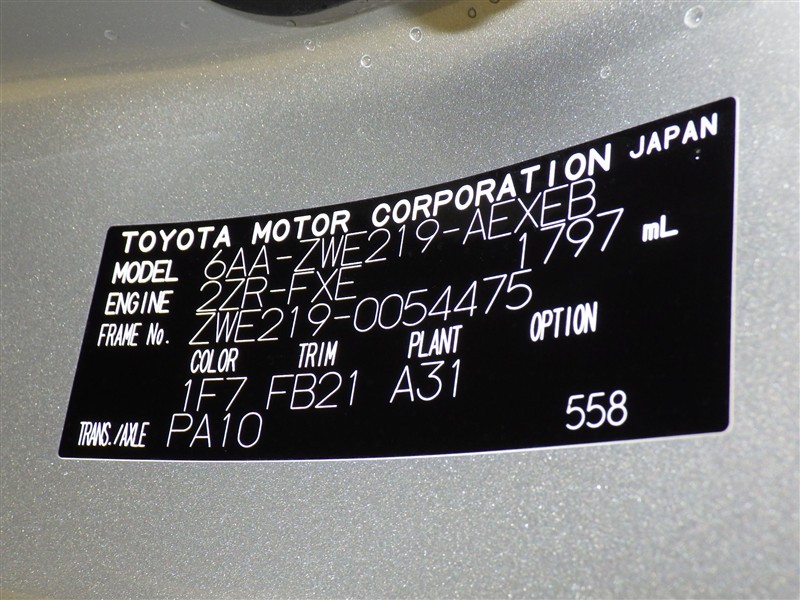 TOYOTA MOTOR CORPORATION JAPAN
MODEL 6AA-ZWE219-AEXEB
ENGINE 2ZR-FXE 1797 mL
FRAME No. ZWE219-0054475
COLOR TRIM PLANT OPTION
1F7 FB21 A31
TRANS./AXLE PA10 558